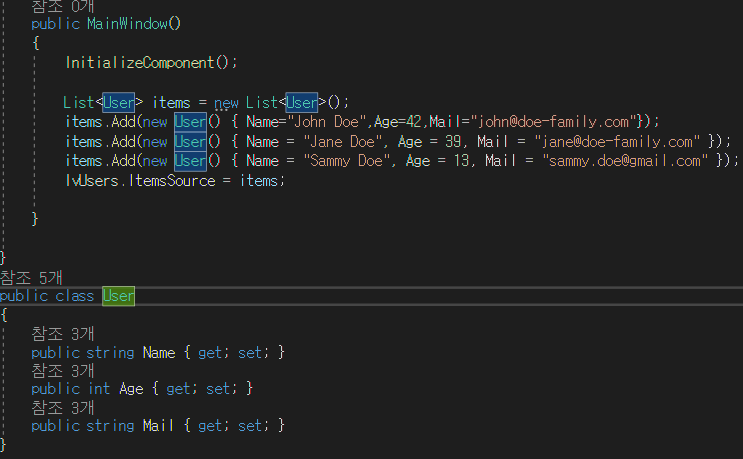 참조 0개
public MainWindow()
{
InitializeComponent();
List<User> items = new List<User>();
items.Add(new User() { Name="John Doe",Age=42,Mail="john@doe-family.com"});
items.Add(new User() { Name = "Jane Doe", Age = 39, Mail = "jane@doe-family.com" });
items.Add(new User() { Name = "Sammy Doe", Age = 13, Mail = "sammy.doe@gmail.com" });
lvUsers.ItemsSource = items;
}
}
참조 5개
public class User
{
참조 3개
public string Name { get; set; }
참조 3개
public int Age { get; set; }
참조 3개
public string Mail { get; set; }
}